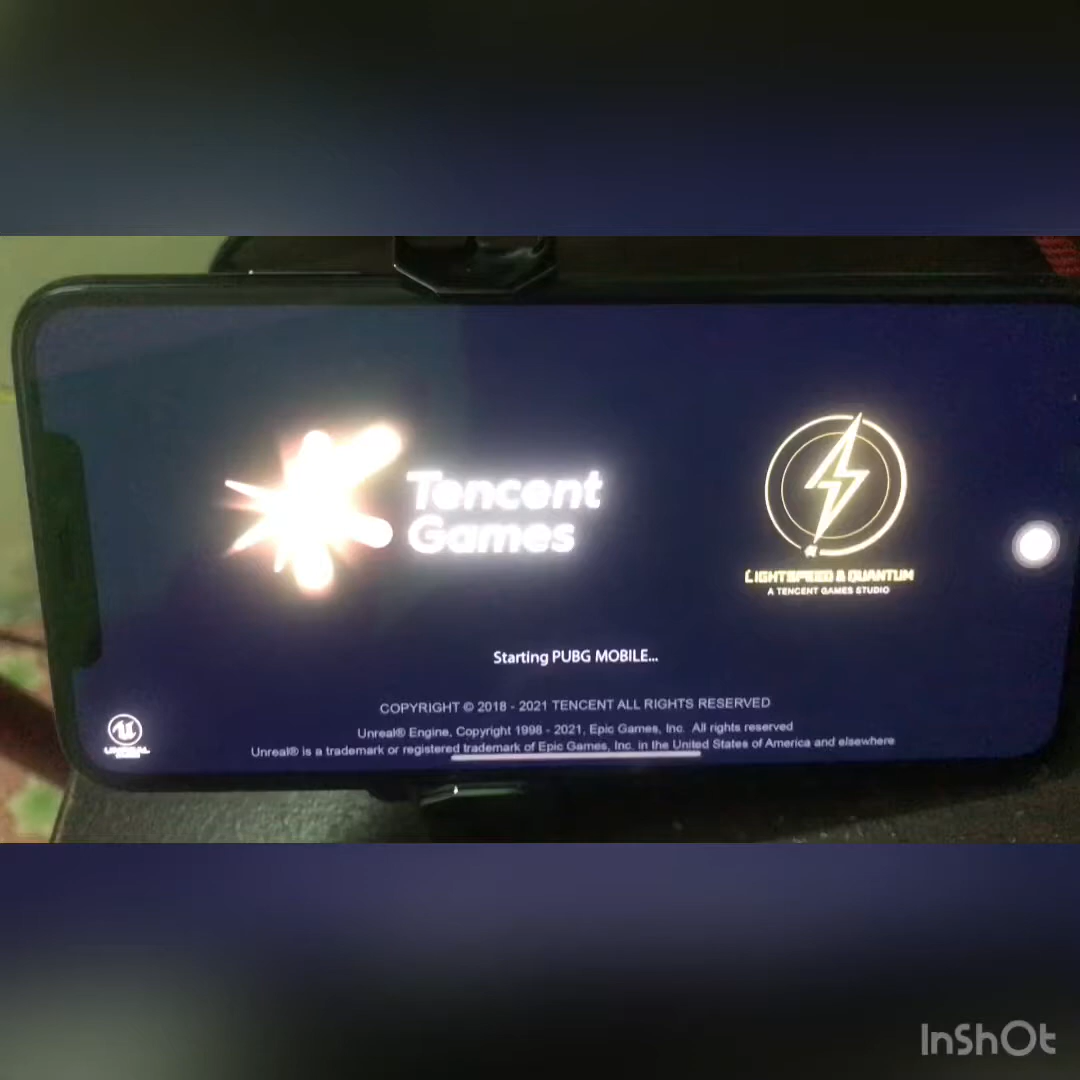 Tencent
Games
LIGHTSPEED & QUANTUM
A TENCENT GAMES STUDIO
Starting PUBG MOBILE...
COPYRIGHT © 2018 - 2021 TENCENT ALL RIGHTS RESERVED
Unreal® Engine, Copyright 1998 - 2021, Epic Games, Inc. All rights reserved
Unreal® is a trademark or registered trademark of Epic Games, Inc. in the United States of America and elsewhere
UNREAL
InShOt